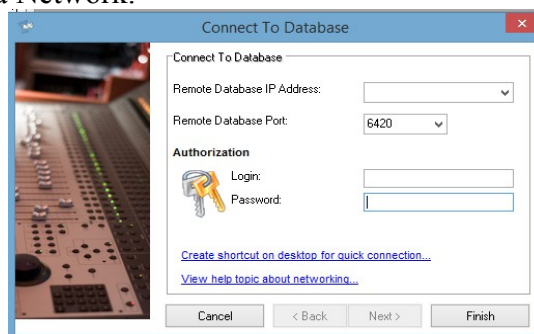 a Network.
Connect To Database
Connect To Database
Remote Database IP Address:
Remote Database Port: 6420
Authorization
Login:
Password:
Create shortcut on desktop for quick connection...
View help topic about networking...
Cancel < Back Next > Finish